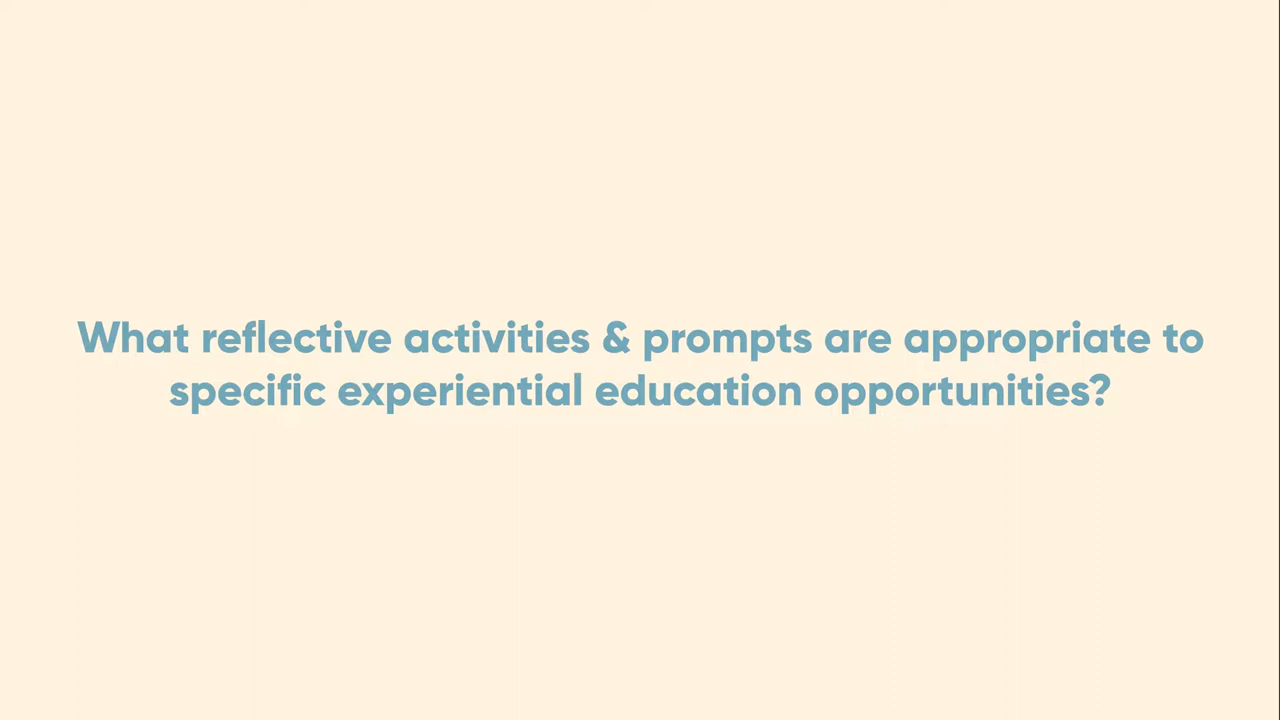 What reflective activities & prompts are appropriate to
specific experiential education opportunities?